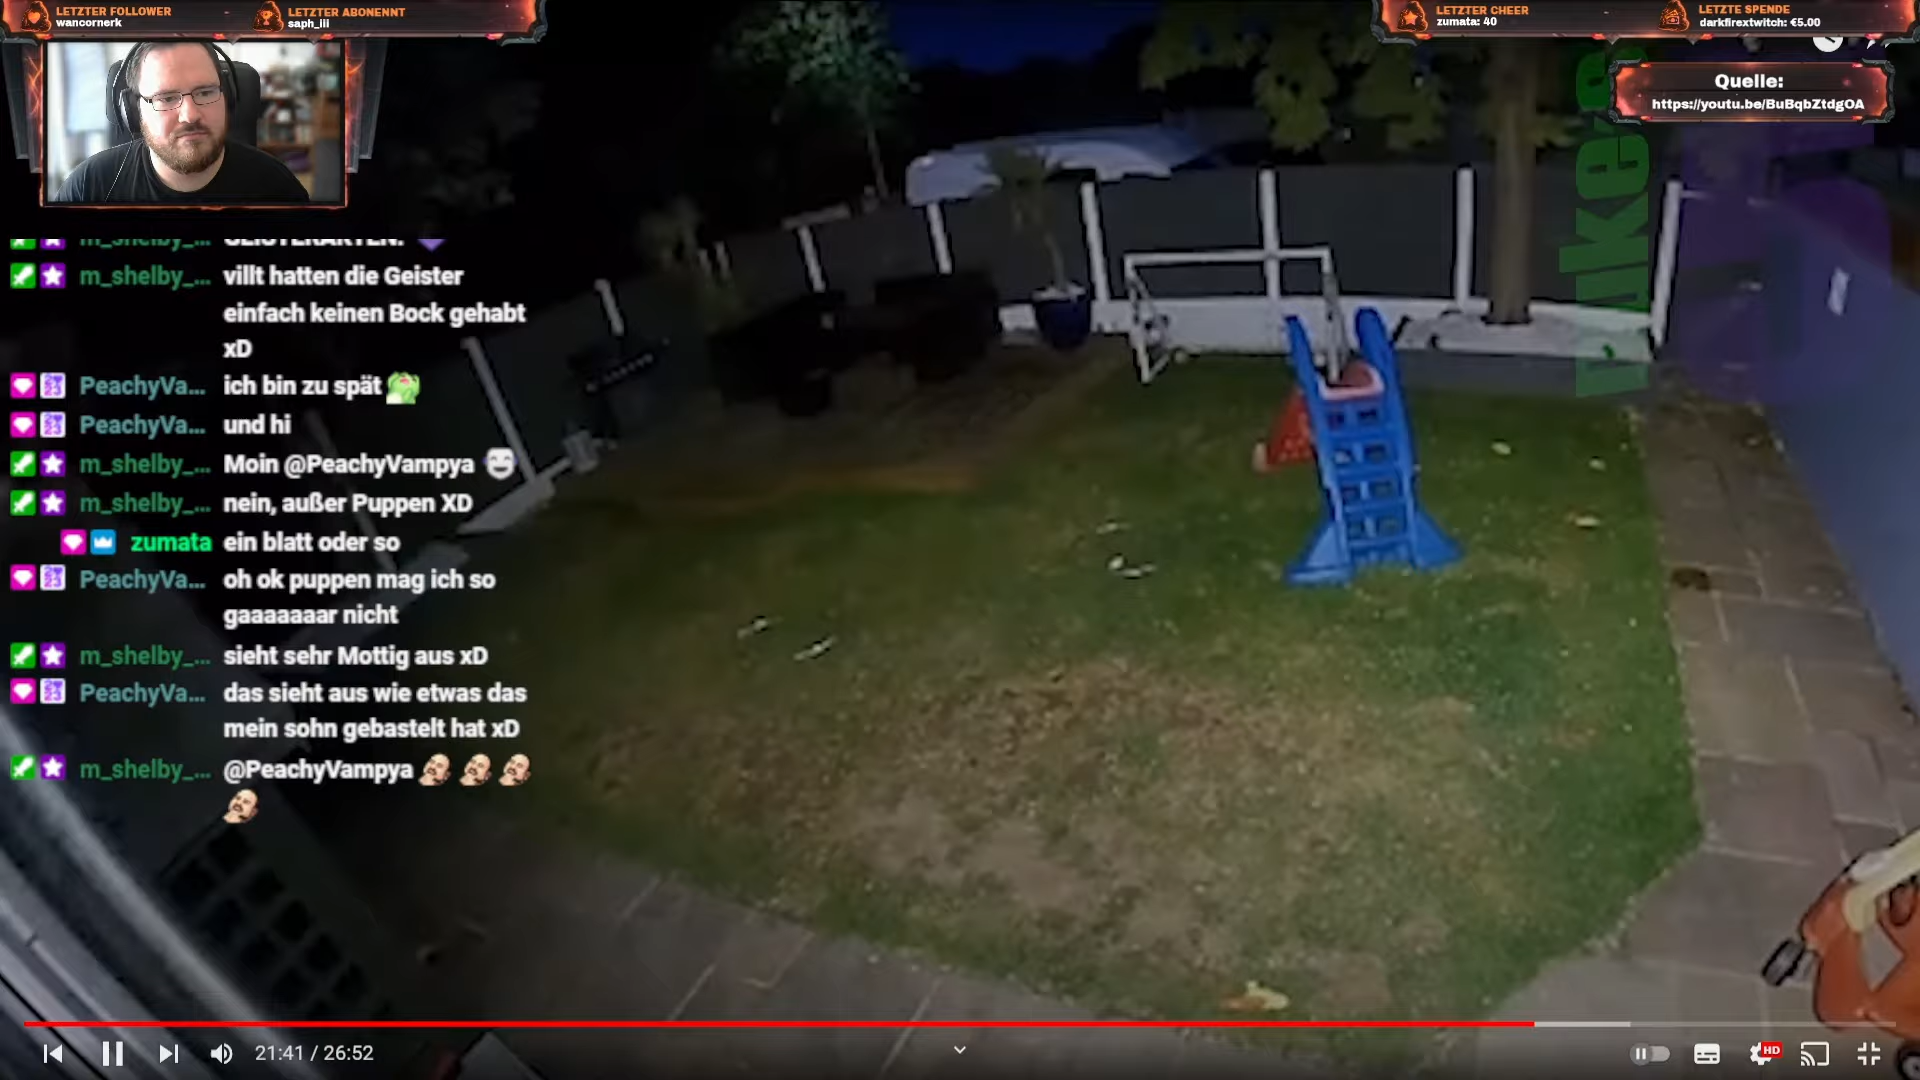 LETZTER FOLLOWER
wancornerk
LETZTER ABONENNT
saph_iii
LETZTER CHEER
zumata: 40
LETZTE SPENDE
darkfirextwitch: €5.00
Quelle:
https://youtu.be/BuBqbZtdgOA
m_shelby_... GEISTERAKTEN.
m_shelby_... villt hatten die Geister
einfach keinen Bock gehabt
xD
PeachyVa... ich bin zu spät
PeachyVa... und hi
m_shelby_... Moin @PeachyVampya
m_shelby_... nein, außer Puppen XD
zumata ein blatt oder so
PeachyVa... oh ok puppen mag ich so
gaaaaaaar nicht
m_shelby_... sieht sehr Mottig aus xD
PeachyVa... das sieht aus wie etwas das
mein sohn gebastelt hat xD
m_shelby_... @PeachyVampya
21:41 / 26:52
HD